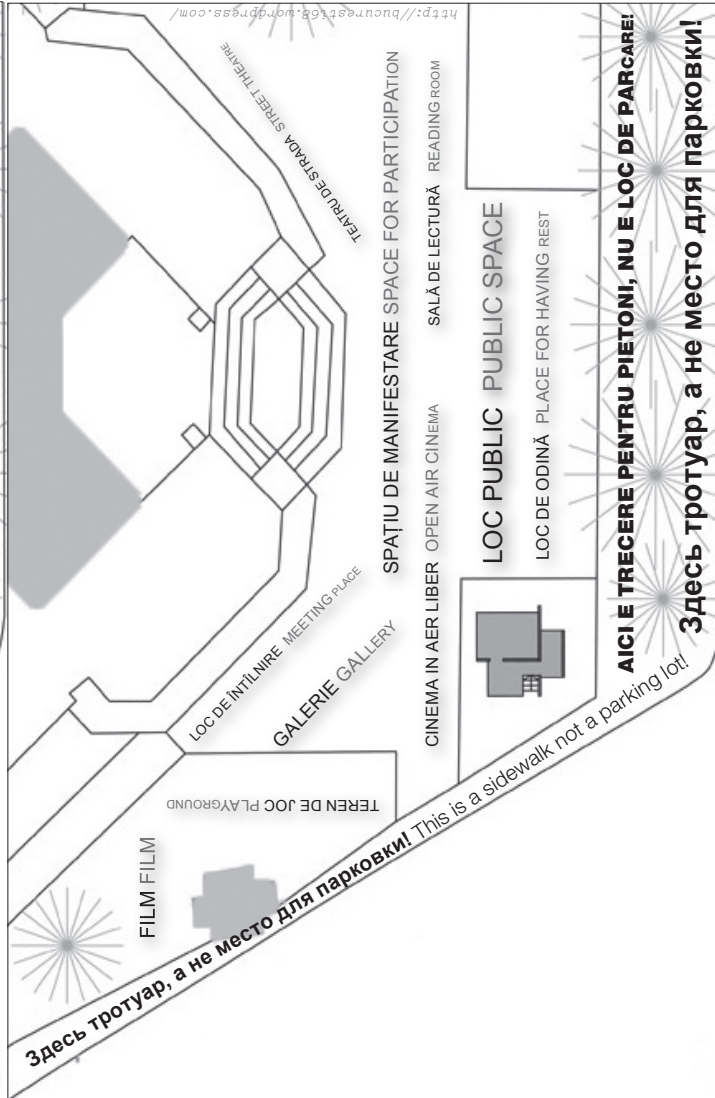 http://bucuresti68.wordpress.com/
TEATRU DE STRADA STREET THEATRE
SPAȚIU DE MANIFESTARE SPACE FOR PARTICIPATION
SALĂ DE LECTURĂ READING ROOM
LOC PUBLIC PUBLIC SPACE
LOC DE ODINĂ PLACE FOR HAVING REST
CINEMA IN AER LIBER OPEN AIR CINEMA
LOC DE ÎNTÎLNIRE MEETING PLACE
GALERIE GALLERY
TEREN DE JOC PLAYGROUND
FILM FILM
Здесь тротуар, а не место для парковки! This is a sidewalk not a parking lot!
AICI E TRECERE PENTRU PIETONI, NU E LOC DE PARCARE!
Здесь тротуар, а не место для парковки!